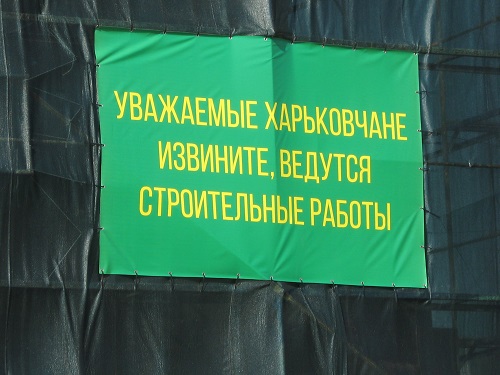 УВАЖАЕМЫЕ ХАРЬКОВЧАНЕ
ИЗВИНИТЕ, ВЕДУТСЯ
СТРОИТЕЛЬНЫЕ РАБОТЫ